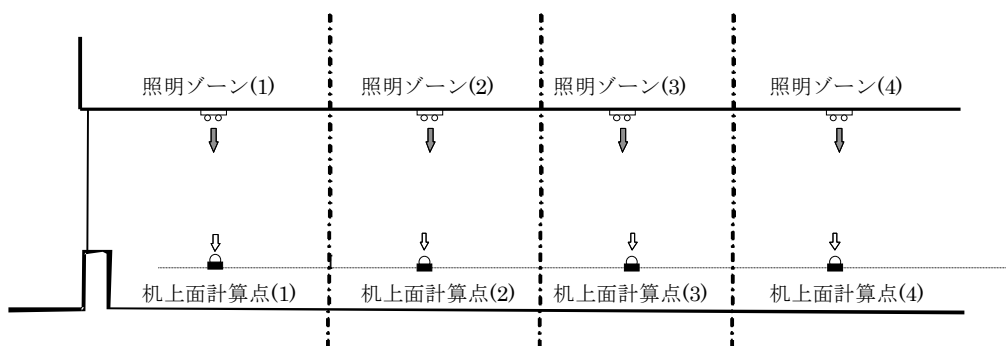 照明ゾーン(1)
照明ゾーン(2)
照明ゾーン(3)
照明ゾーン(4)
机上面計算点(1)
机上面計算点(2)
机上面計算点(3)
机上面計算点(4)